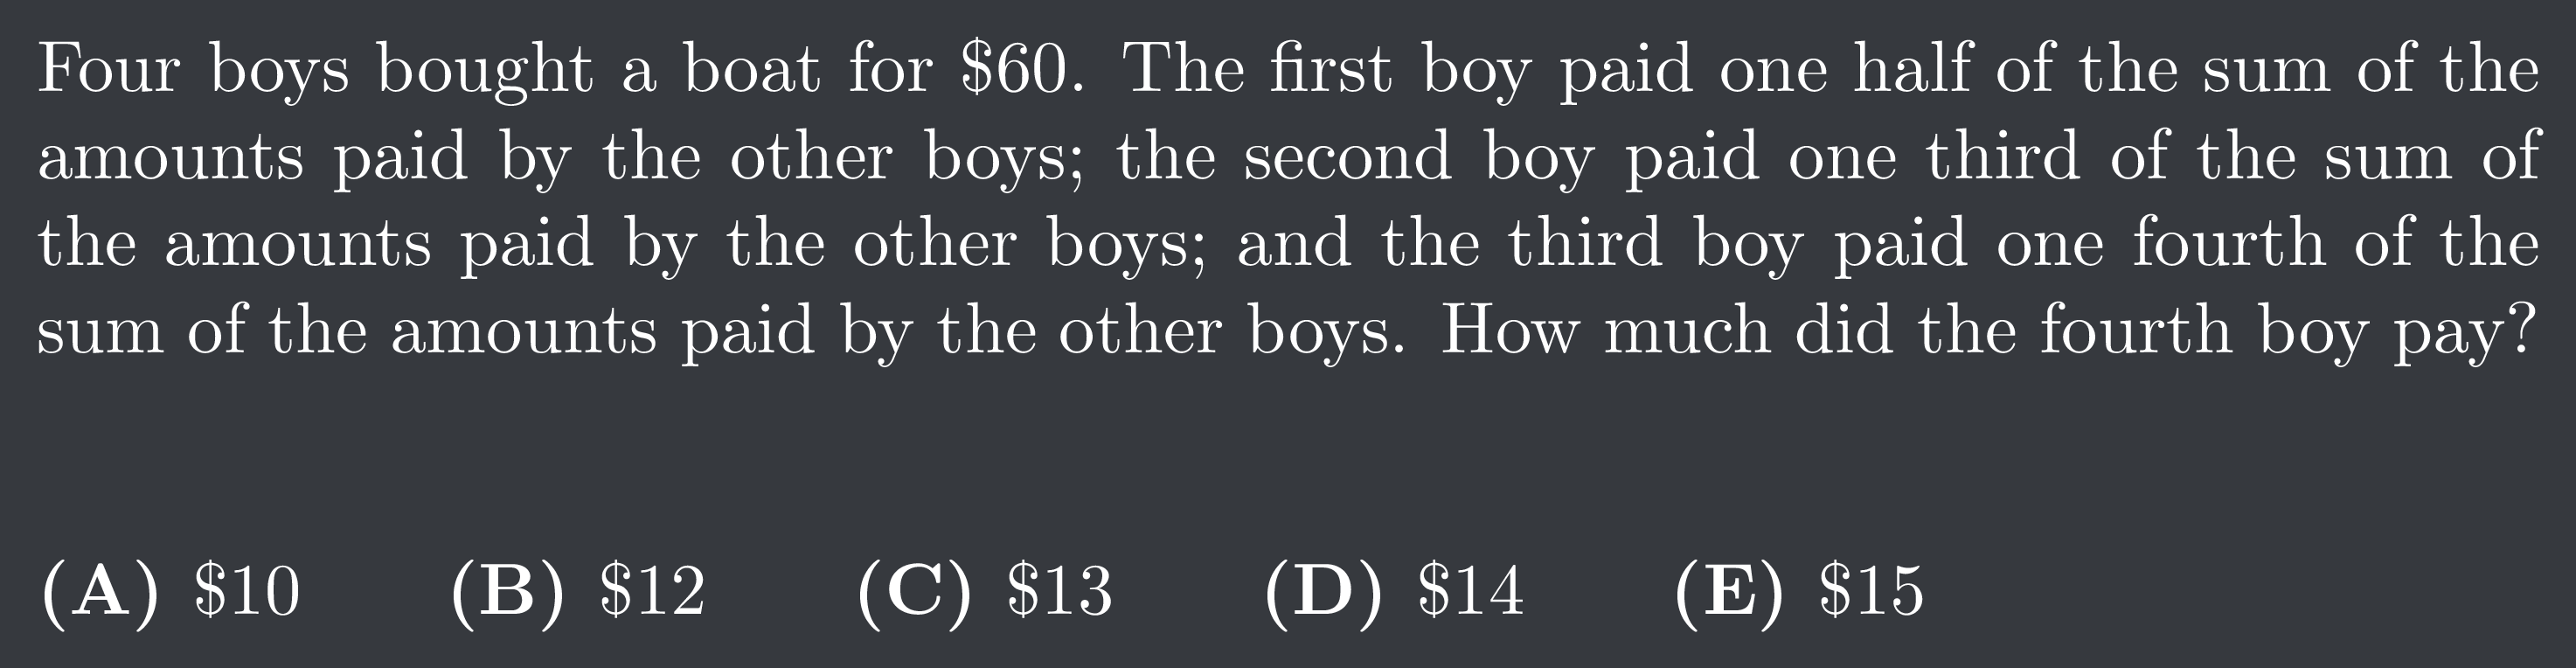 Four boys bought a boat for $60. The first boy paid one half of the sum of the
amounts paid by the other boys; the second boy paid one third of the sum of
the amounts paid by the other boys; and the third boy paid one fourth of the
sum of the amounts paid by the other boys. How much did the fourth boy pay?
(A) $10 (B) $12 (C) $13 (D) $14 (E) $15